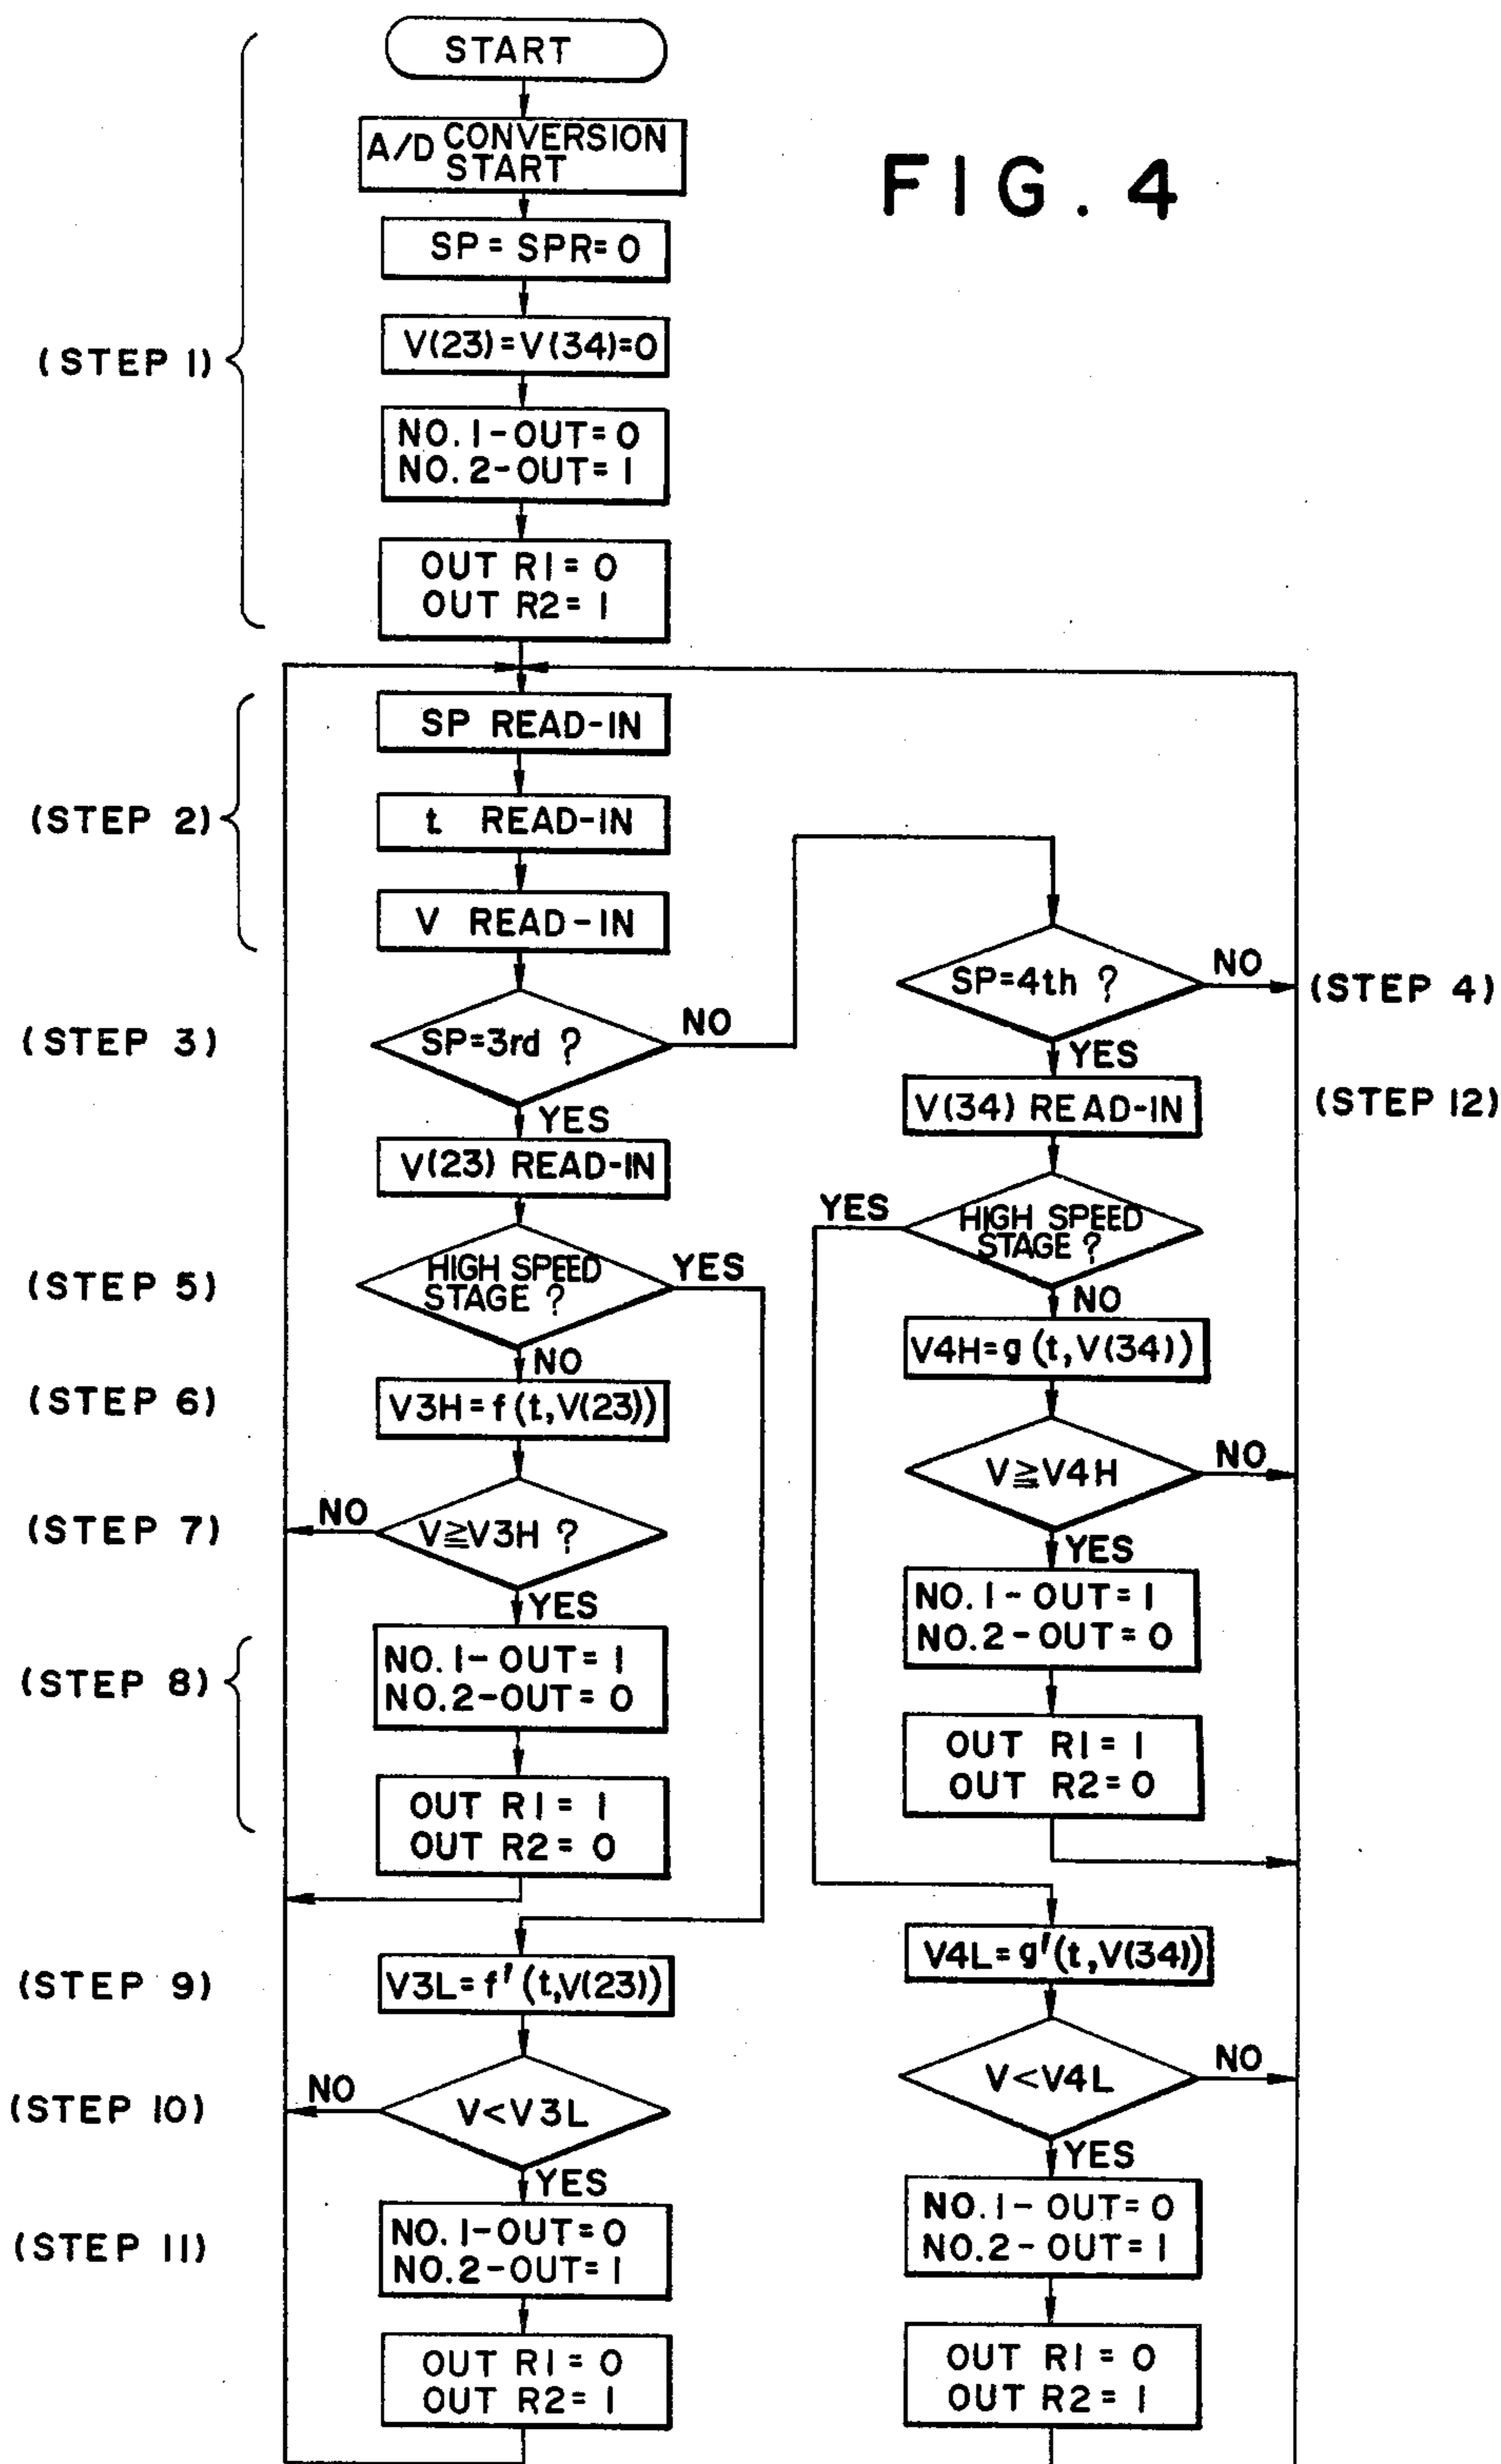 FIG. 4
START
A/D CONVERSION
START
SP = SPR= 0
V(23)=V(34)=0
(STEP 1)
NO. 1-OUT= 0
NO. 2-OUT= 1
OUT R1= 0
OUT R2= 1
SP READ-IN
(STEP 2)
t READ-IN
V READ-IN
(STEP 3)
SP=3rd ?
NO
YES
V(23) READ-IN
(STEP 5)
HIGH SPEED
STAGE ?
YES
NO
(STEP 6)
V3H=f(t,V(23))
(STEP 7)
NO
V≧V3H ?
YES
(STEP 8)
NO. 1- OUT= 1
NO.2-OUT= 0
OUT R1= 1
OUT R2= 0
(STEP 9)
V3L=f'(t,V(23))
(STEP 10)
NO
V<V3L
YES
(STEP 11)
NO. 1-OUT= 0
NO.2-OUT= 1
OUT R1= 0
OUT R2= 1
SP=4th ?
NO
(STEP 4)
YES
V(34) READ-IN
(STEP 12)
YES
HIGH SPEED
STAGE ?
NO
V4H=g(t,V(34))
V≧V4H
NO
YES
NO. 1- OUT= 1
NO.2- OUT= 0
OUT R1= 1
OUT R2= 0
V4L=g'(t,V(34))
V<V4L
NO
YES
NO. 1- OUT= 0
NO.2- OUT= 1
OUT R1 = 0
OUT R2 = 1